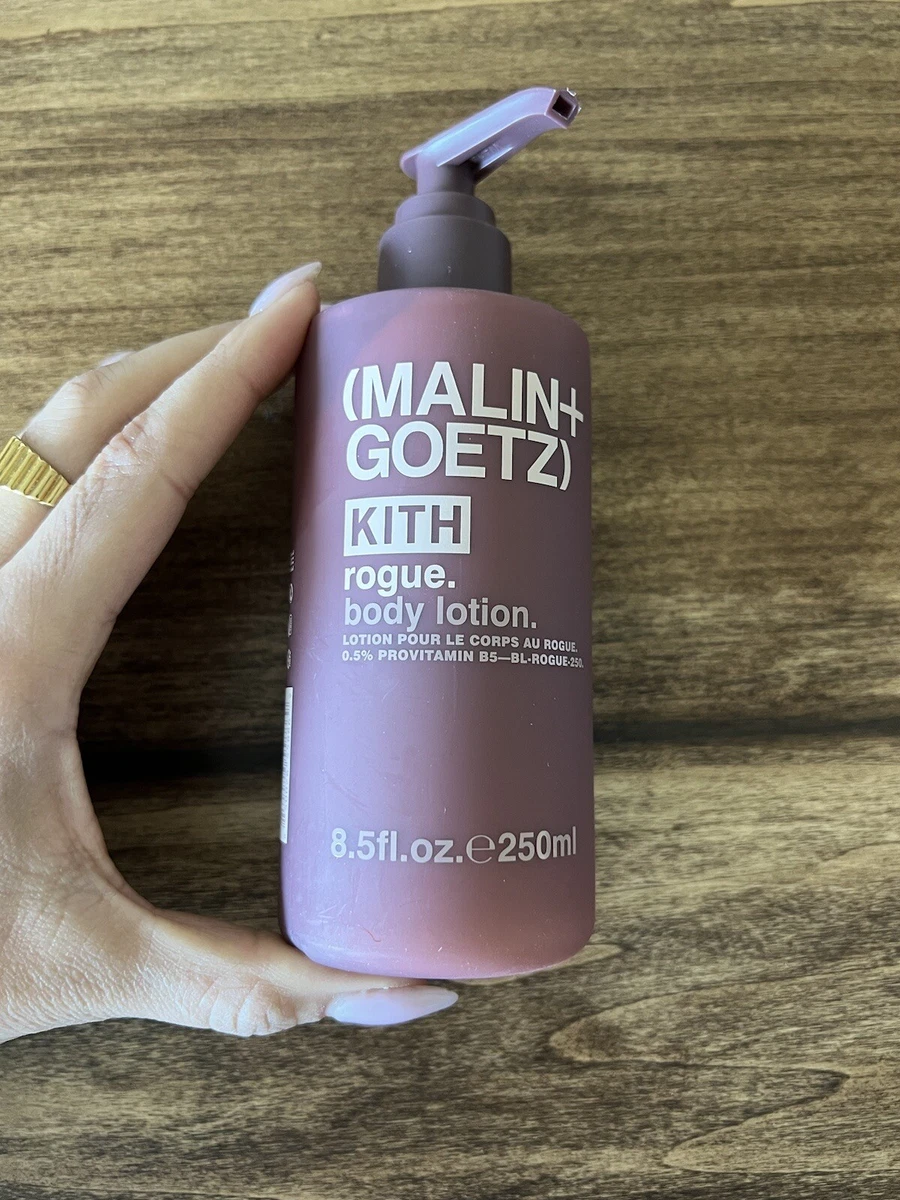 (MALIN+
GOETZ)
KITH
rogue.
body lotion.
LOTION POUR LE CORPS AU ROGUE.
0.5% PROVITAMIN B5—BL-ROGUE-250.
8.5fl.oz.℮250ml